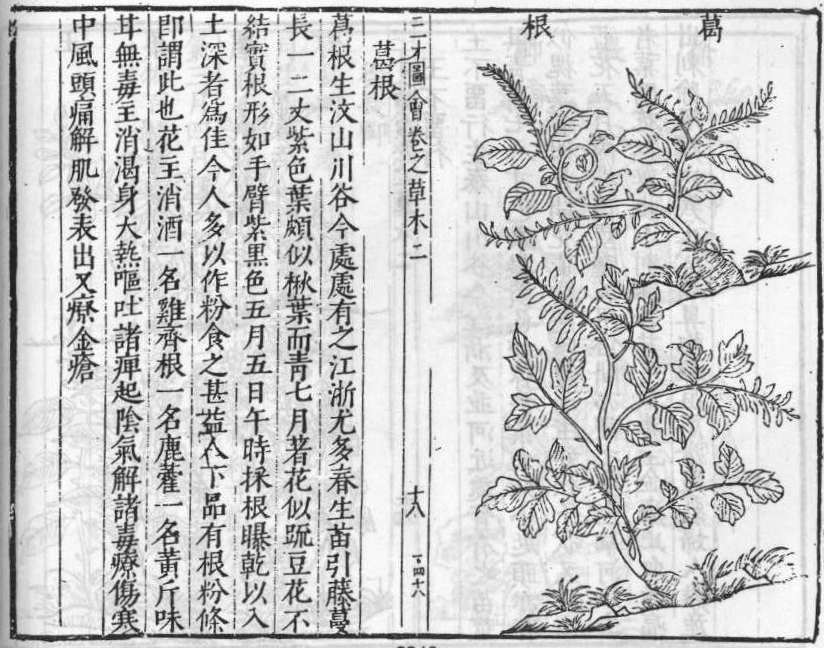 葛根
三才圖會卷之草木二
十八
葛根
葛根生汶山川谷今處處有之江浙尤多春生苗引藤蔓
長一二丈紫色葉頗似楸葉而青七月著花似豌豆花不
結實根形如手臂紫黑色五月五日午時採根曝乾以入
土深者爲佳今人多以作粉食之甚益人下品有根粉條
即謂此也花主消酒一名雞齊根一名鹿藿一名黃斤味
甘無毒主消渴身大熱嘔吐諸痺起陰氣解諸毒療傷寒
中風頭痛解肌發表出又療金瘡